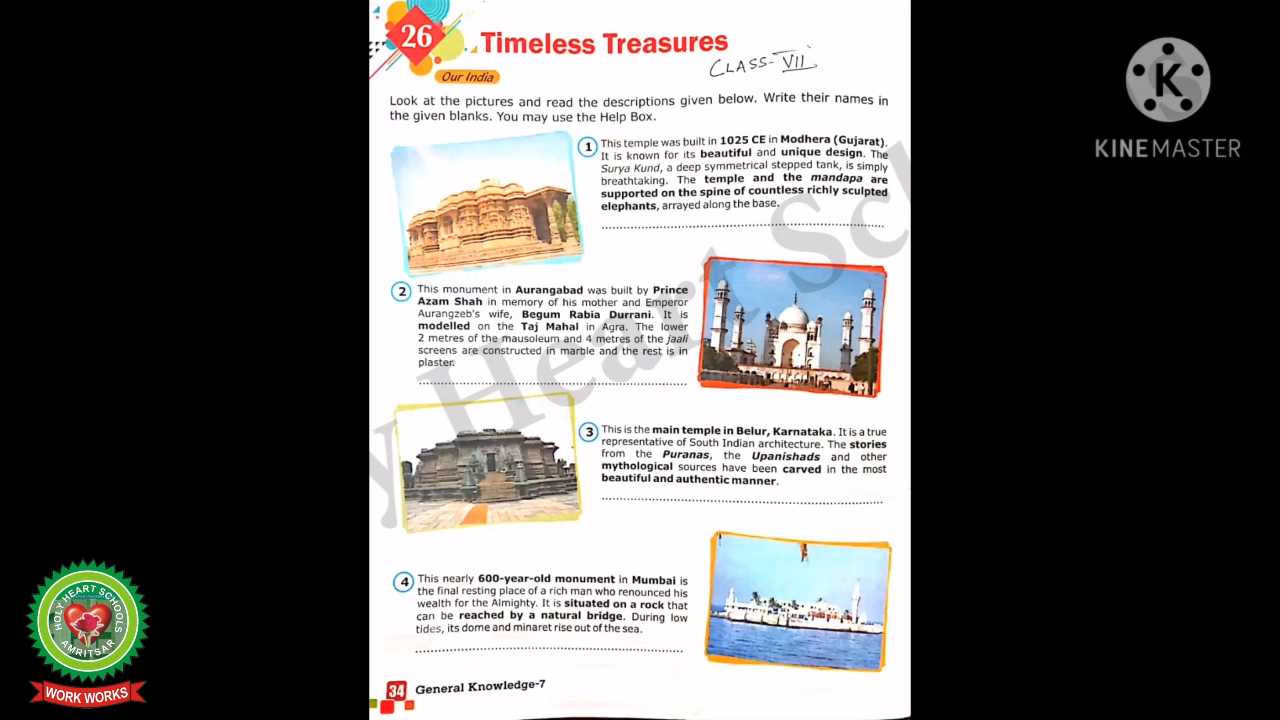 26
Timeless Treasures
CLASS-VII
Our India
Look at the pictures and read the descriptions given below. Write their names in
the given blanks. You may use the Help Box.
1 This temple was built in 1025 CE in Modhera (Gujarat).
It is known for its beautiful and unique design. The
Surya Kund, a deep symmetrical stepped tank, is simply
breathtaking. The temple and the mandapa are
supported on the spine of countless richly sculpted
elephants, arrayed along the base.
2 This monument in Aurangabad was built by Prince
Azam Shah in memory of his mother and Emperor
Aurangzeb's wife, Begum Rabia Durrani. It is
modelled on the Taj Mahal in Agra. The lower
2 metres of the mausoleum and 4 metres of the jaali
screens are constructed in marble and the rest is in
plaster.
3 This is the main temple in Belur, Karnataka. It is a true
representative of South Indian architecture. The stories
from the Puranas, the Upanishads and other
mythological sources have been carved in the most
beautiful and authentic manner.
4 This nearly 600-year-old monument in Mumbai is
the final resting place of a rich man who renounced his
wealth for the Almighty. It is situated on a rock that
can be reached by a natural bridge. During low
tides, its dome and minaret rise out of the sea.
34 General Knowledge-7
K
KINEMASTER
HOLY HEART SCHOOLS
AMRITSAR
WORK WORKS
y Heart Sc